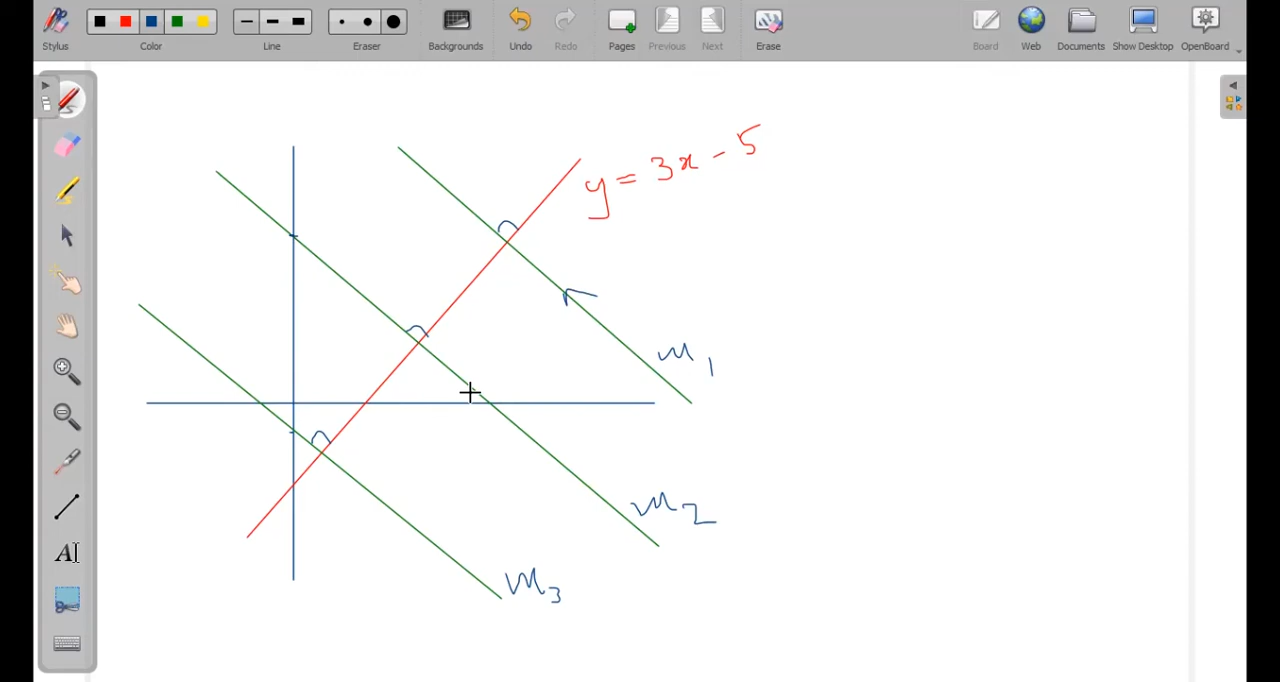 Stylus
Color
Line
Eraser
Backgrounds
Undo
Redo
Pages
Previous
Next
Erase
Board
Web
Documents
Show Desktop
OpenBoard
y = 3x - 5
m1
m2
m3
A